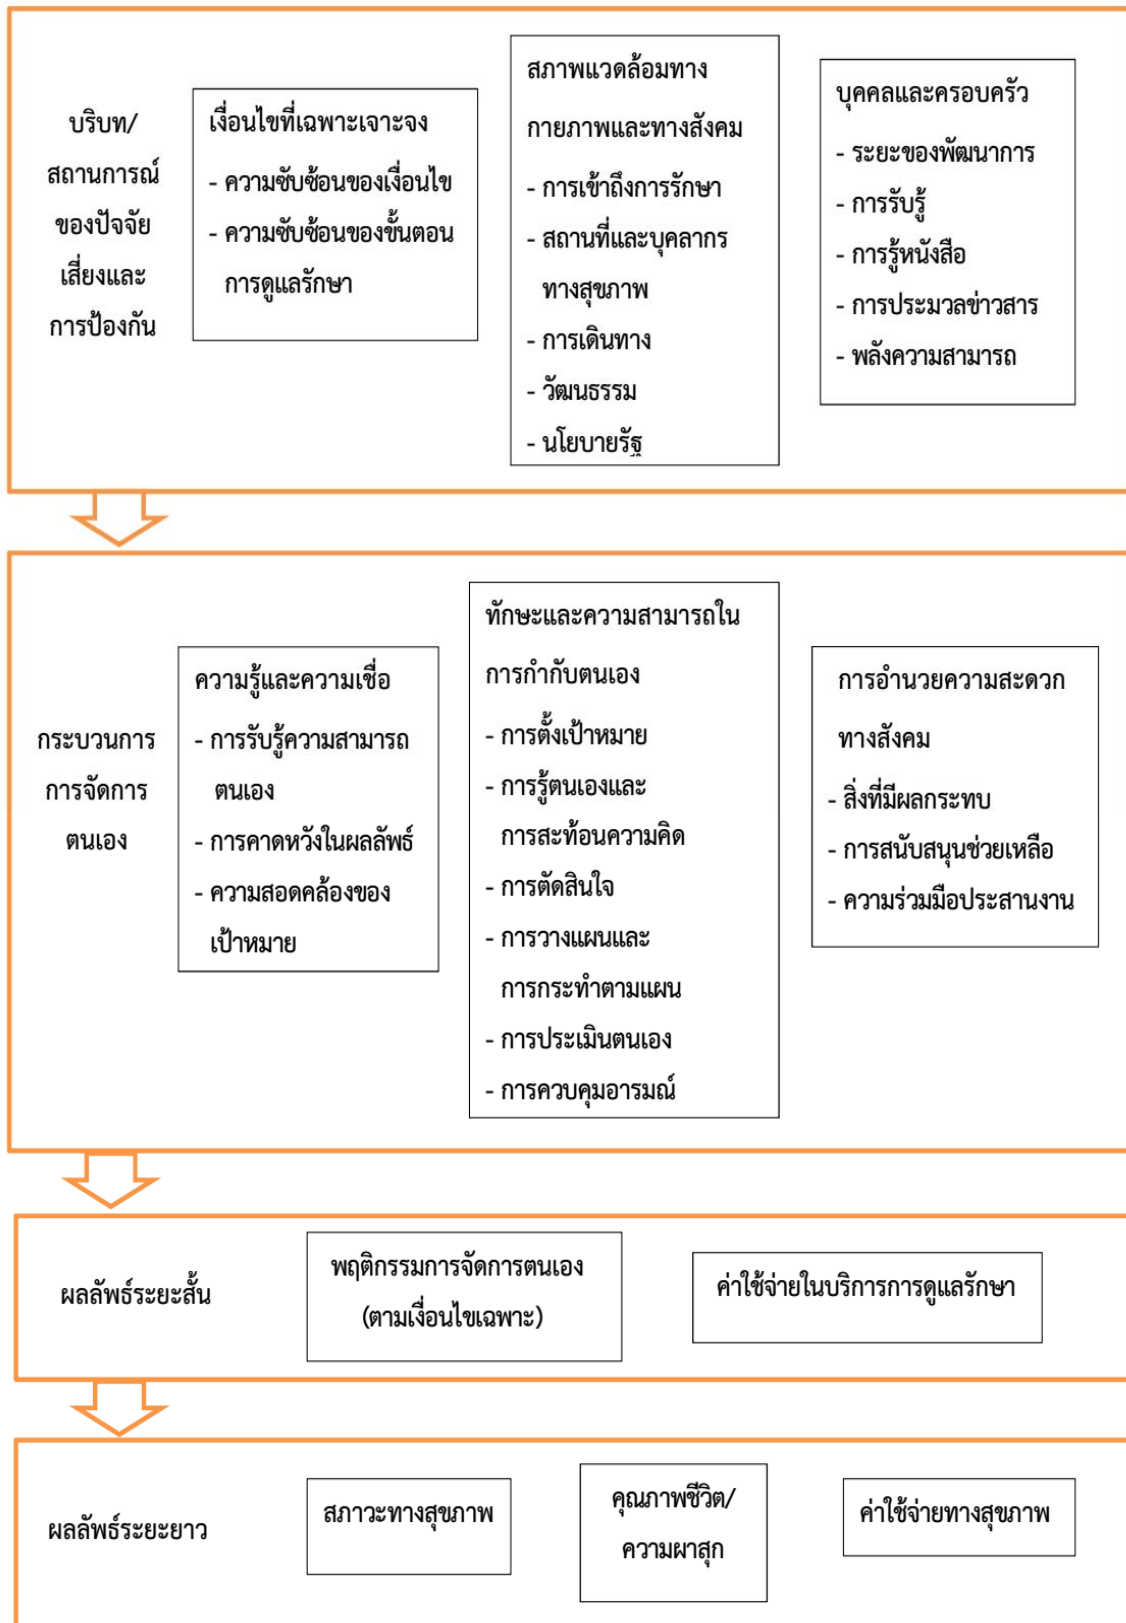 บริบท/
สถานการณ์
ของปัจจัย
เสี่ยงและ
การป้องกัน
เงื่อนไขที่เฉพาะเจาะจง
- ความซับซ้อนของเงื่อนไข
- ความซับซ้อนของขั้นตอน
การดูแลรักษา
สภาพแวดล้อมทาง
กายภาพและทางสังคม
- การเข้าถึงการรักษา
- สถานที่และบุคลากร
ทางสุขภาพ
- การเดินทาง
- วัฒนธรรม
- นโยบายรัฐ
บุคคลและครอบครัว
- ระยะของพัฒนาการ
- การรับรู้
- การรู้หนังสือ
- การประมวลข่าวสาร
- พลังความสามารถ
กระบวนการ
การจัดการ
ตนเอง
ความรู้และความเชื่อ
- การรับรู้ความสามารถ
ตนเอง
- การคาดหวังในผลลัพธ์
- ความสอดคล้องของ
เป้าหมาย
ทักษะและความสามารถใน
การกำกับตนเอง
- การตั้งเป้าหมาย
- การรู้ตนเองและ
การสะท้อนความคิด
- การตัดสินใจ
- การวางแผนและ
การกระทำตามแผน
- การประเมินตนเอง
- การควบคุมอารมณ์
การอำนวยความสะดวก
ทางสังคม
- สิ่งที่มีผลกระทบ
- การสนับสนุนช่วยเหลือ
- ความร่วมมือประสานงาน
ผลลัพธ์ระยะสั้น
พฤติกรรมการจัดการตนเอง
(ตามเงื่อนไขเฉพาะ)
ค่าใช้จ่ายในบริการการดูแลรักษา
ผลลัพธ์ระยะยาว
สภาวะทางสุขภาพ
คุณภาพชีวิต/
ความผาสุก
ค่าใช้จ่ายทางสุขภาพ